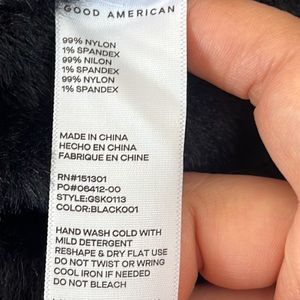 GOOD AMERICAN
99% NYLON
1% SPANDEX
99% NILON
1% SPANDEX
99% NYLON
1% SPANDEX
MADE IN CHINA
HECHO EN CHINA
FABRIQUE EN CHINE
RN#151301
PO#06412-00
STYLE:GSK0113
COLOR:BLACK001
HAND WASH COLD WITH
MILD DETERGENT
RESHAPE & DRY FLAT USE
DO NOT TWIST OR WRING
COOL IRON IF NEEDED
DO NOT BLEACH